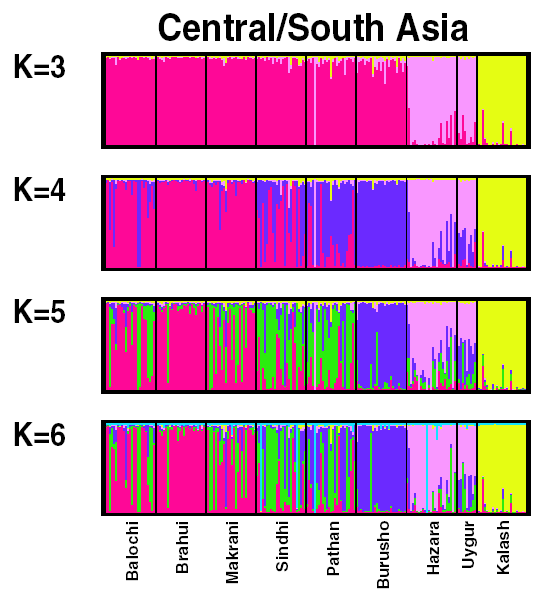 Central/South Asia
K=3
K=4
K=5
K=6
Balochi
Brahui
Makrani
Sindhi
Pathan
Burusho
Hazara
Uygur
Kalash